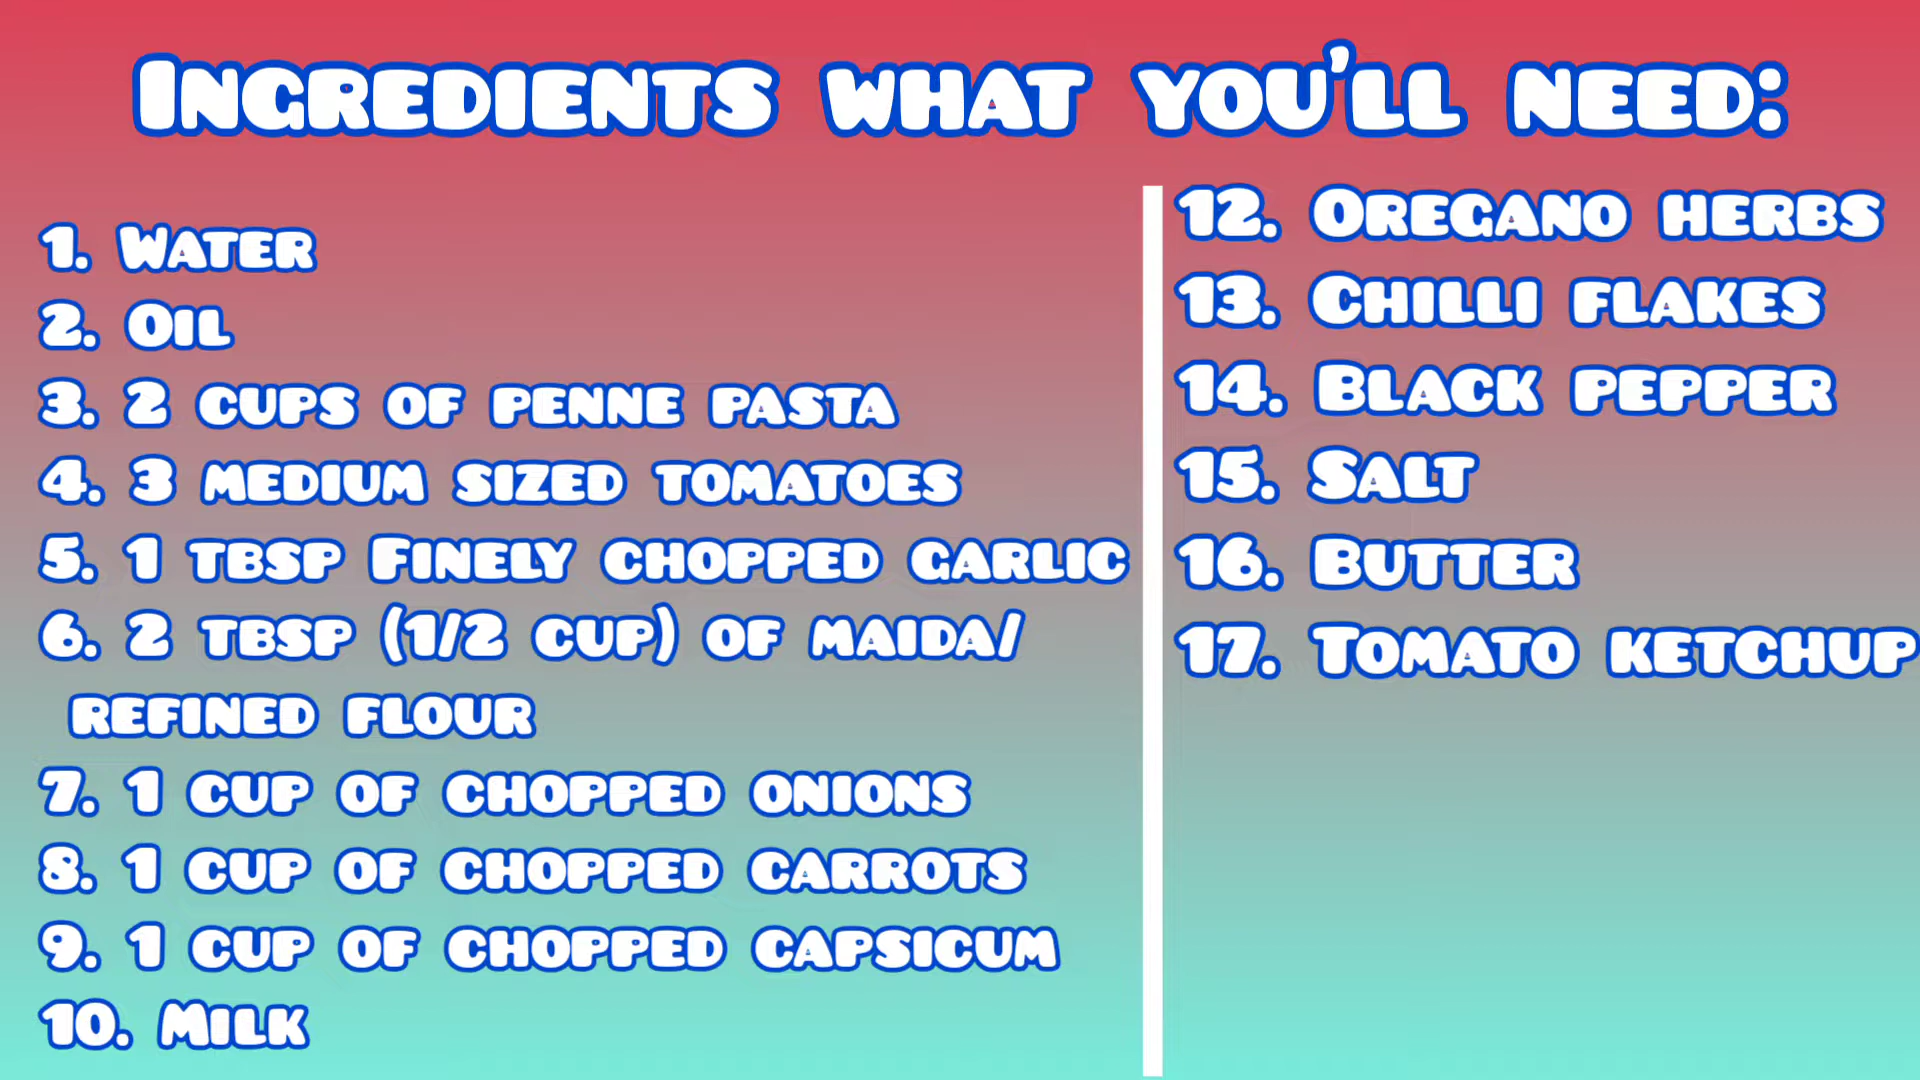 Ingredients what you'll need:
1. Water
2. Oil
3. 2 cups of penne pasta
4. 3 medium sized tomatoes
5. 1 tbsp Finely chopped garlic
6. 2 tbsp (1/2 cup) of maida/
refined flour
7. 1 cup of chopped onions
8. 1 cup of chopped carrots
9. 1 cup of chopped capsicum
10. Milk
12. Oregano herbs
13. Chilli flakes
14. Black pepper
15. Salt
16. Butter
17. Tomato ketchup